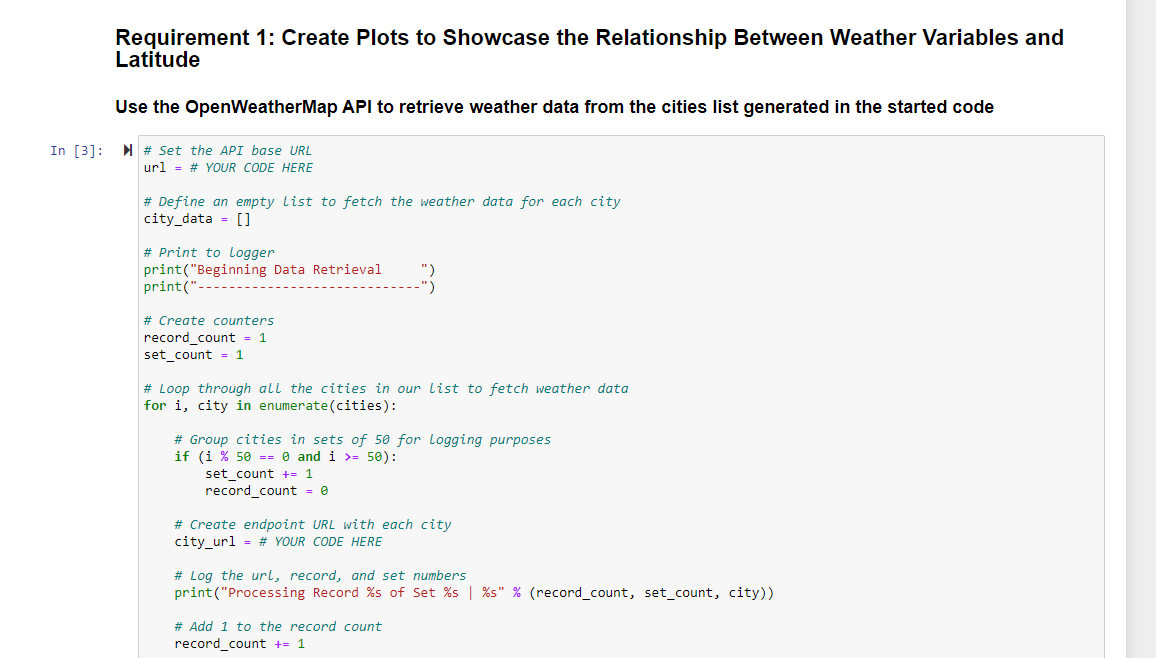 Requirement 1: Create Plots to Showcase the Relationship Between Weather Variables and
Latitude
Use the OpenWeatherMap API to retrieve weather data from the cities list generated in the started code
In [3]:
# Set the API base URL
url = # YOUR CODE HERE
# Define an empty list to fetch the weather data for each city
city_data = []
# Print to logger
print("Beginning Data Retrieval     ")
print("-----------------------------")
# Create counters
record_count = 1
set_count = 1
# Loop through all the cities in our list to fetch weather data
for i, city in enumerate(cities):
    # Group cities in sets of 50 for logging purposes
    if (i % 50 == 0 and i >= 50):
        set_count += 1
        record_count = 0
    # Create endpoint URL with each city
    city_url = # YOUR CODE HERE
    # Log the url, record, and set numbers
    print("Processing Record %s of Set %s | %s" % (record_count, set_count, city))
    # Add 1 to the record count
    record_count += 1